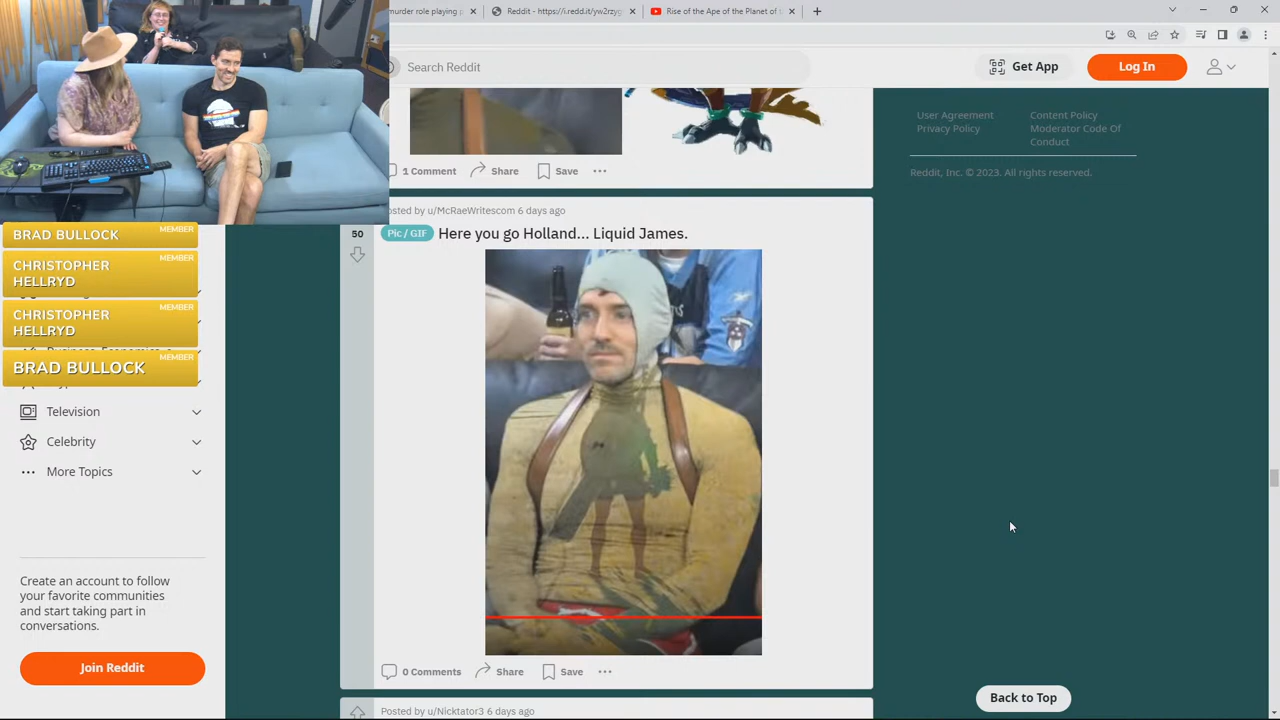 murder role playing p
Reddit - https://i.redd.it/yw2rzyg
Rise of the Ape of the Planet of
Search Reddit
Get App
Log In
User Agreement
Privacy Policy
Content Policy
Moderator Code Of
Conduct
Reddit, Inc. © 2023. All rights reserved.
1 Comment
Share
Save
osted by u/McRaeWritescom 6 days ago
50
Pic / GIF
Here you go Holland... Liquid James.
BRAD BULLOCK
MEMBER
CHRISTOPHER
HELLRYD
MEMBER
CHRISTOPHER
HELLRYD
MEMBER
BRAD BULLOCK
MEMBER
Television
Celebrity
More Topics
Create an account to follow
your favorite communities
and start taking part in
conversations.
Join Reddit
0 Comments
Share
Save
Back to Top
Posted by u/Nicktator3 6 days ago